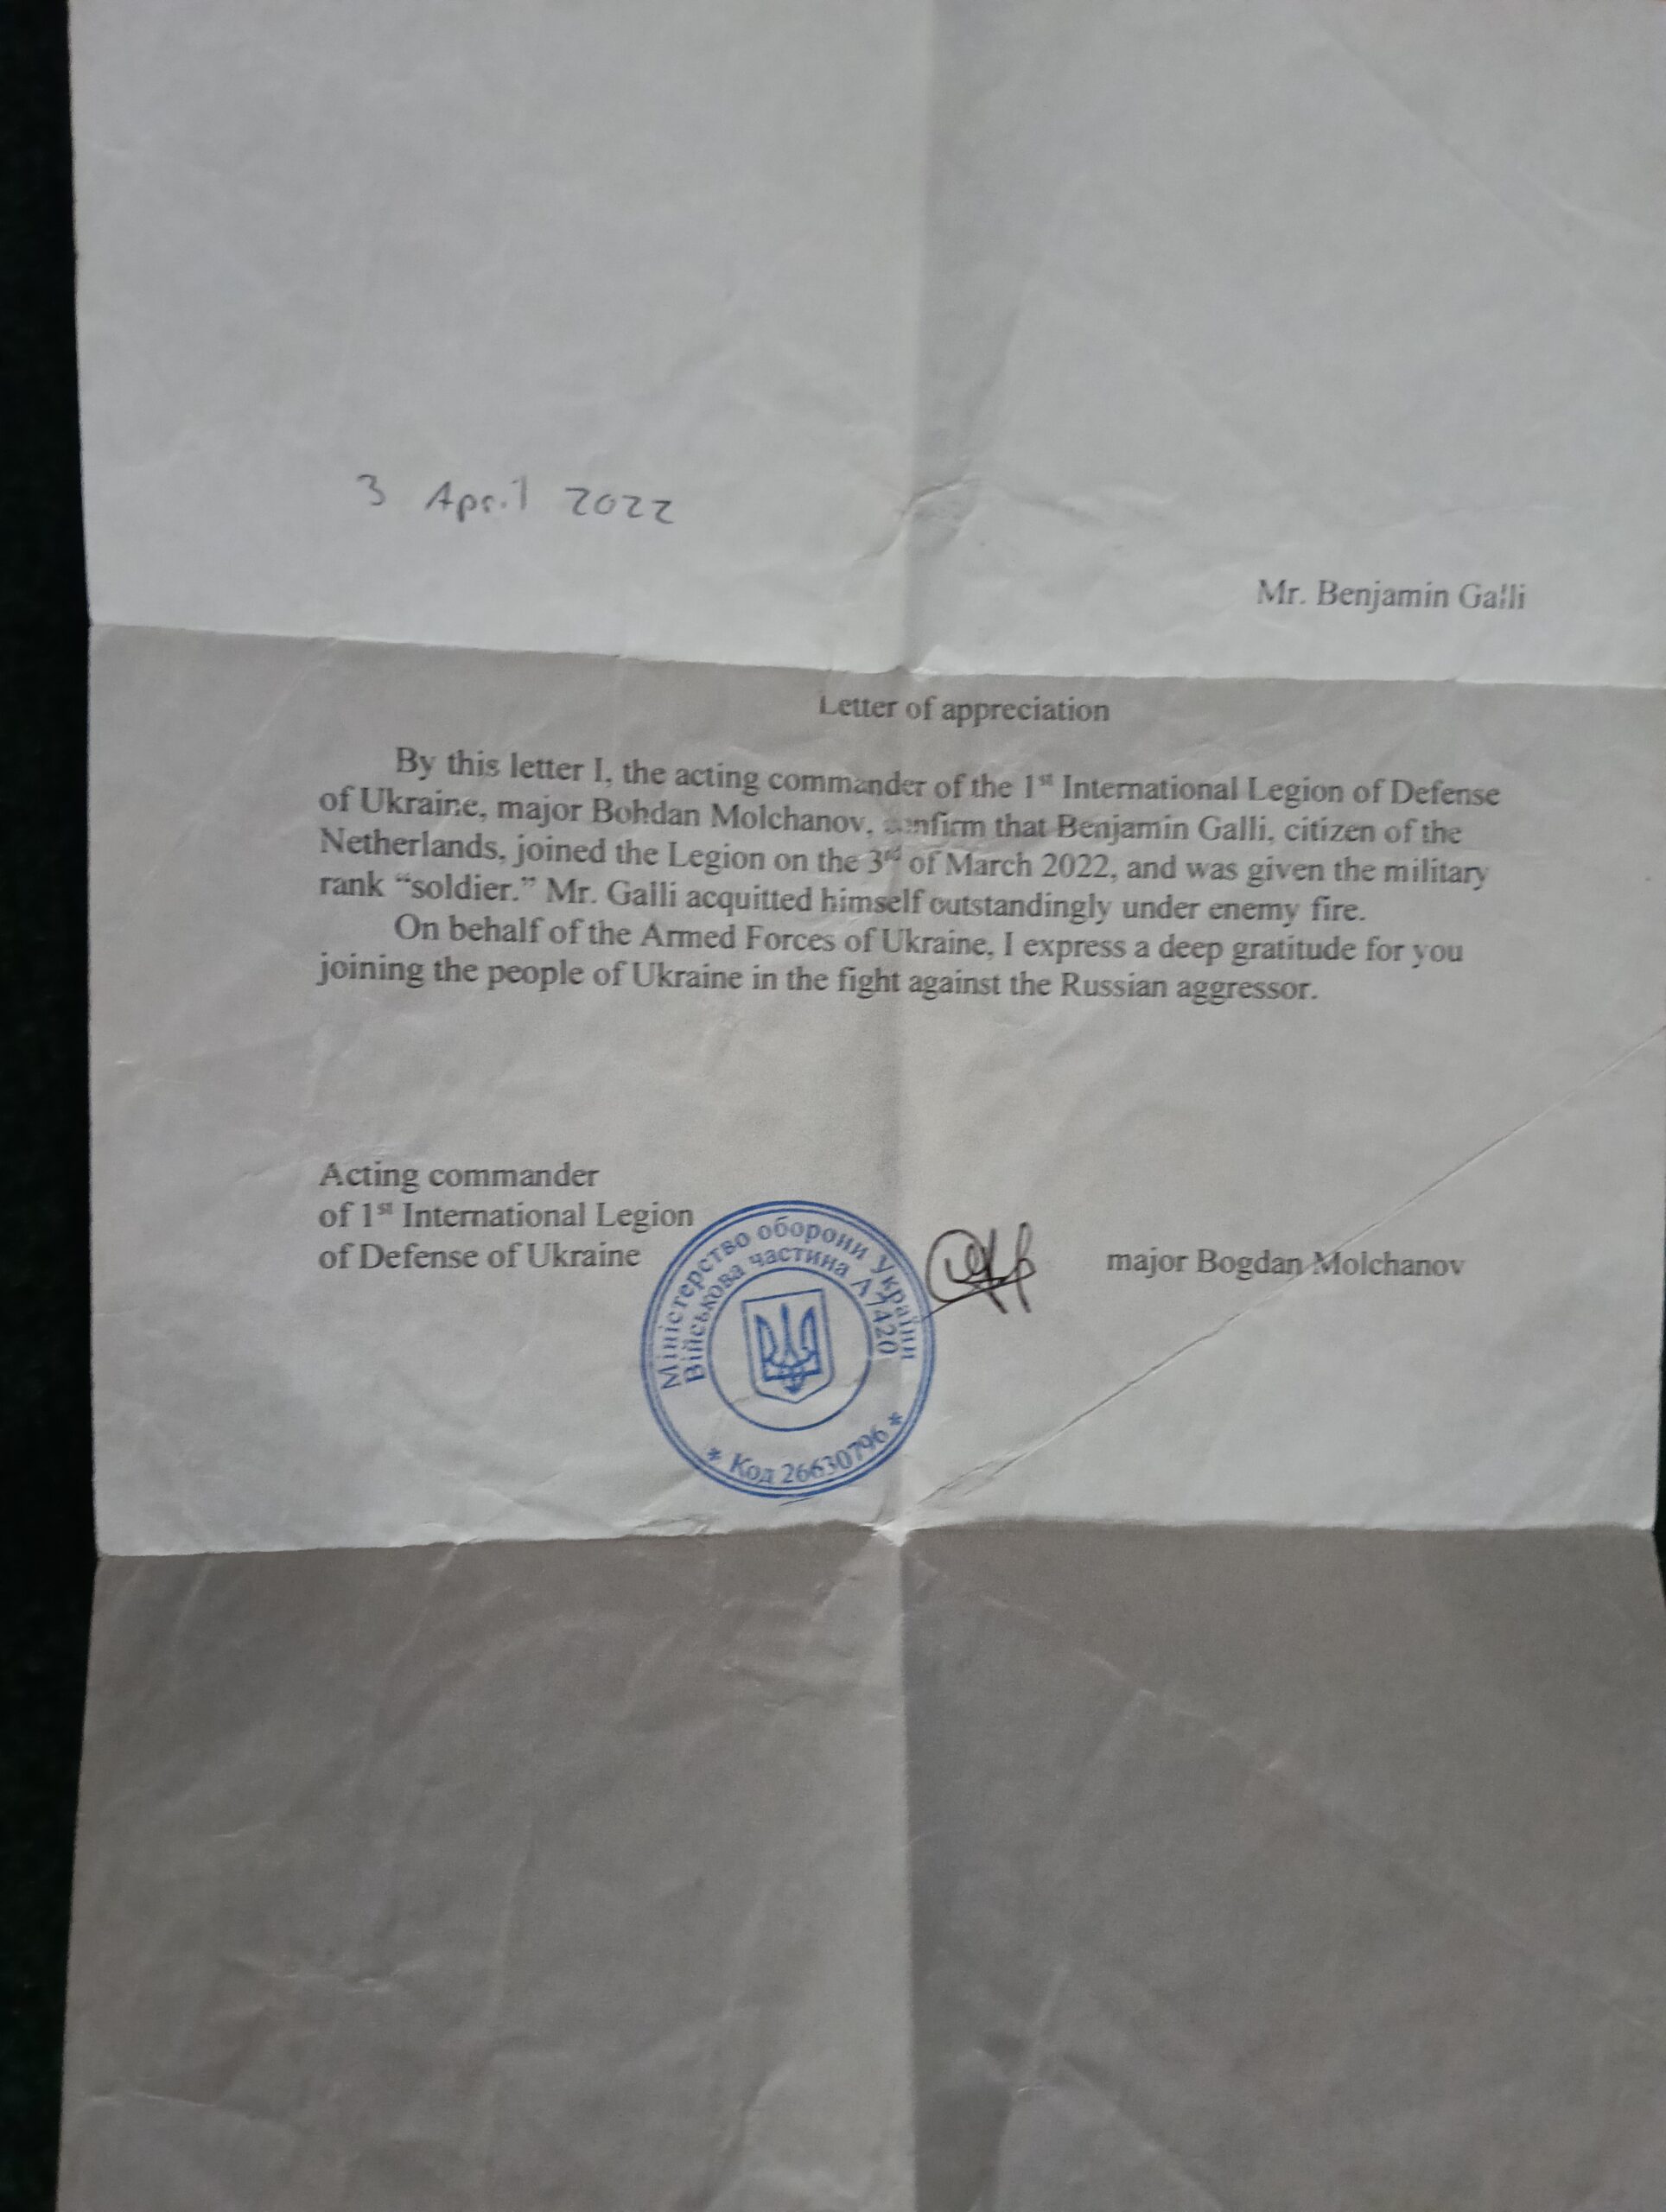 3 April 2022
Mr. Benjamin Galli
Letter of appreciation
By this letter I, the acting commander of the 1st International Legion of Defense
of Ukraine, major Bohdan Molchanov, confirm that Benjamin Galli, citizen of the
Netherlands, joined the Legion on the 3rd of March 2022, and was given the military
rank “soldier.” Mr. Galli acquitted himself outstandingly under enemy fire.
On behalf of the Armed Forces of Ukraine, I express a deep gratitude for you
joining the people of Ukraine in the fight against the Russian aggressor.
Acting commander
of 1st International Legion
of Defense of Ukraine
major Bogdan Molchanov
Міністерство оборони України
Військова частина А7420
* Код 26630796 *